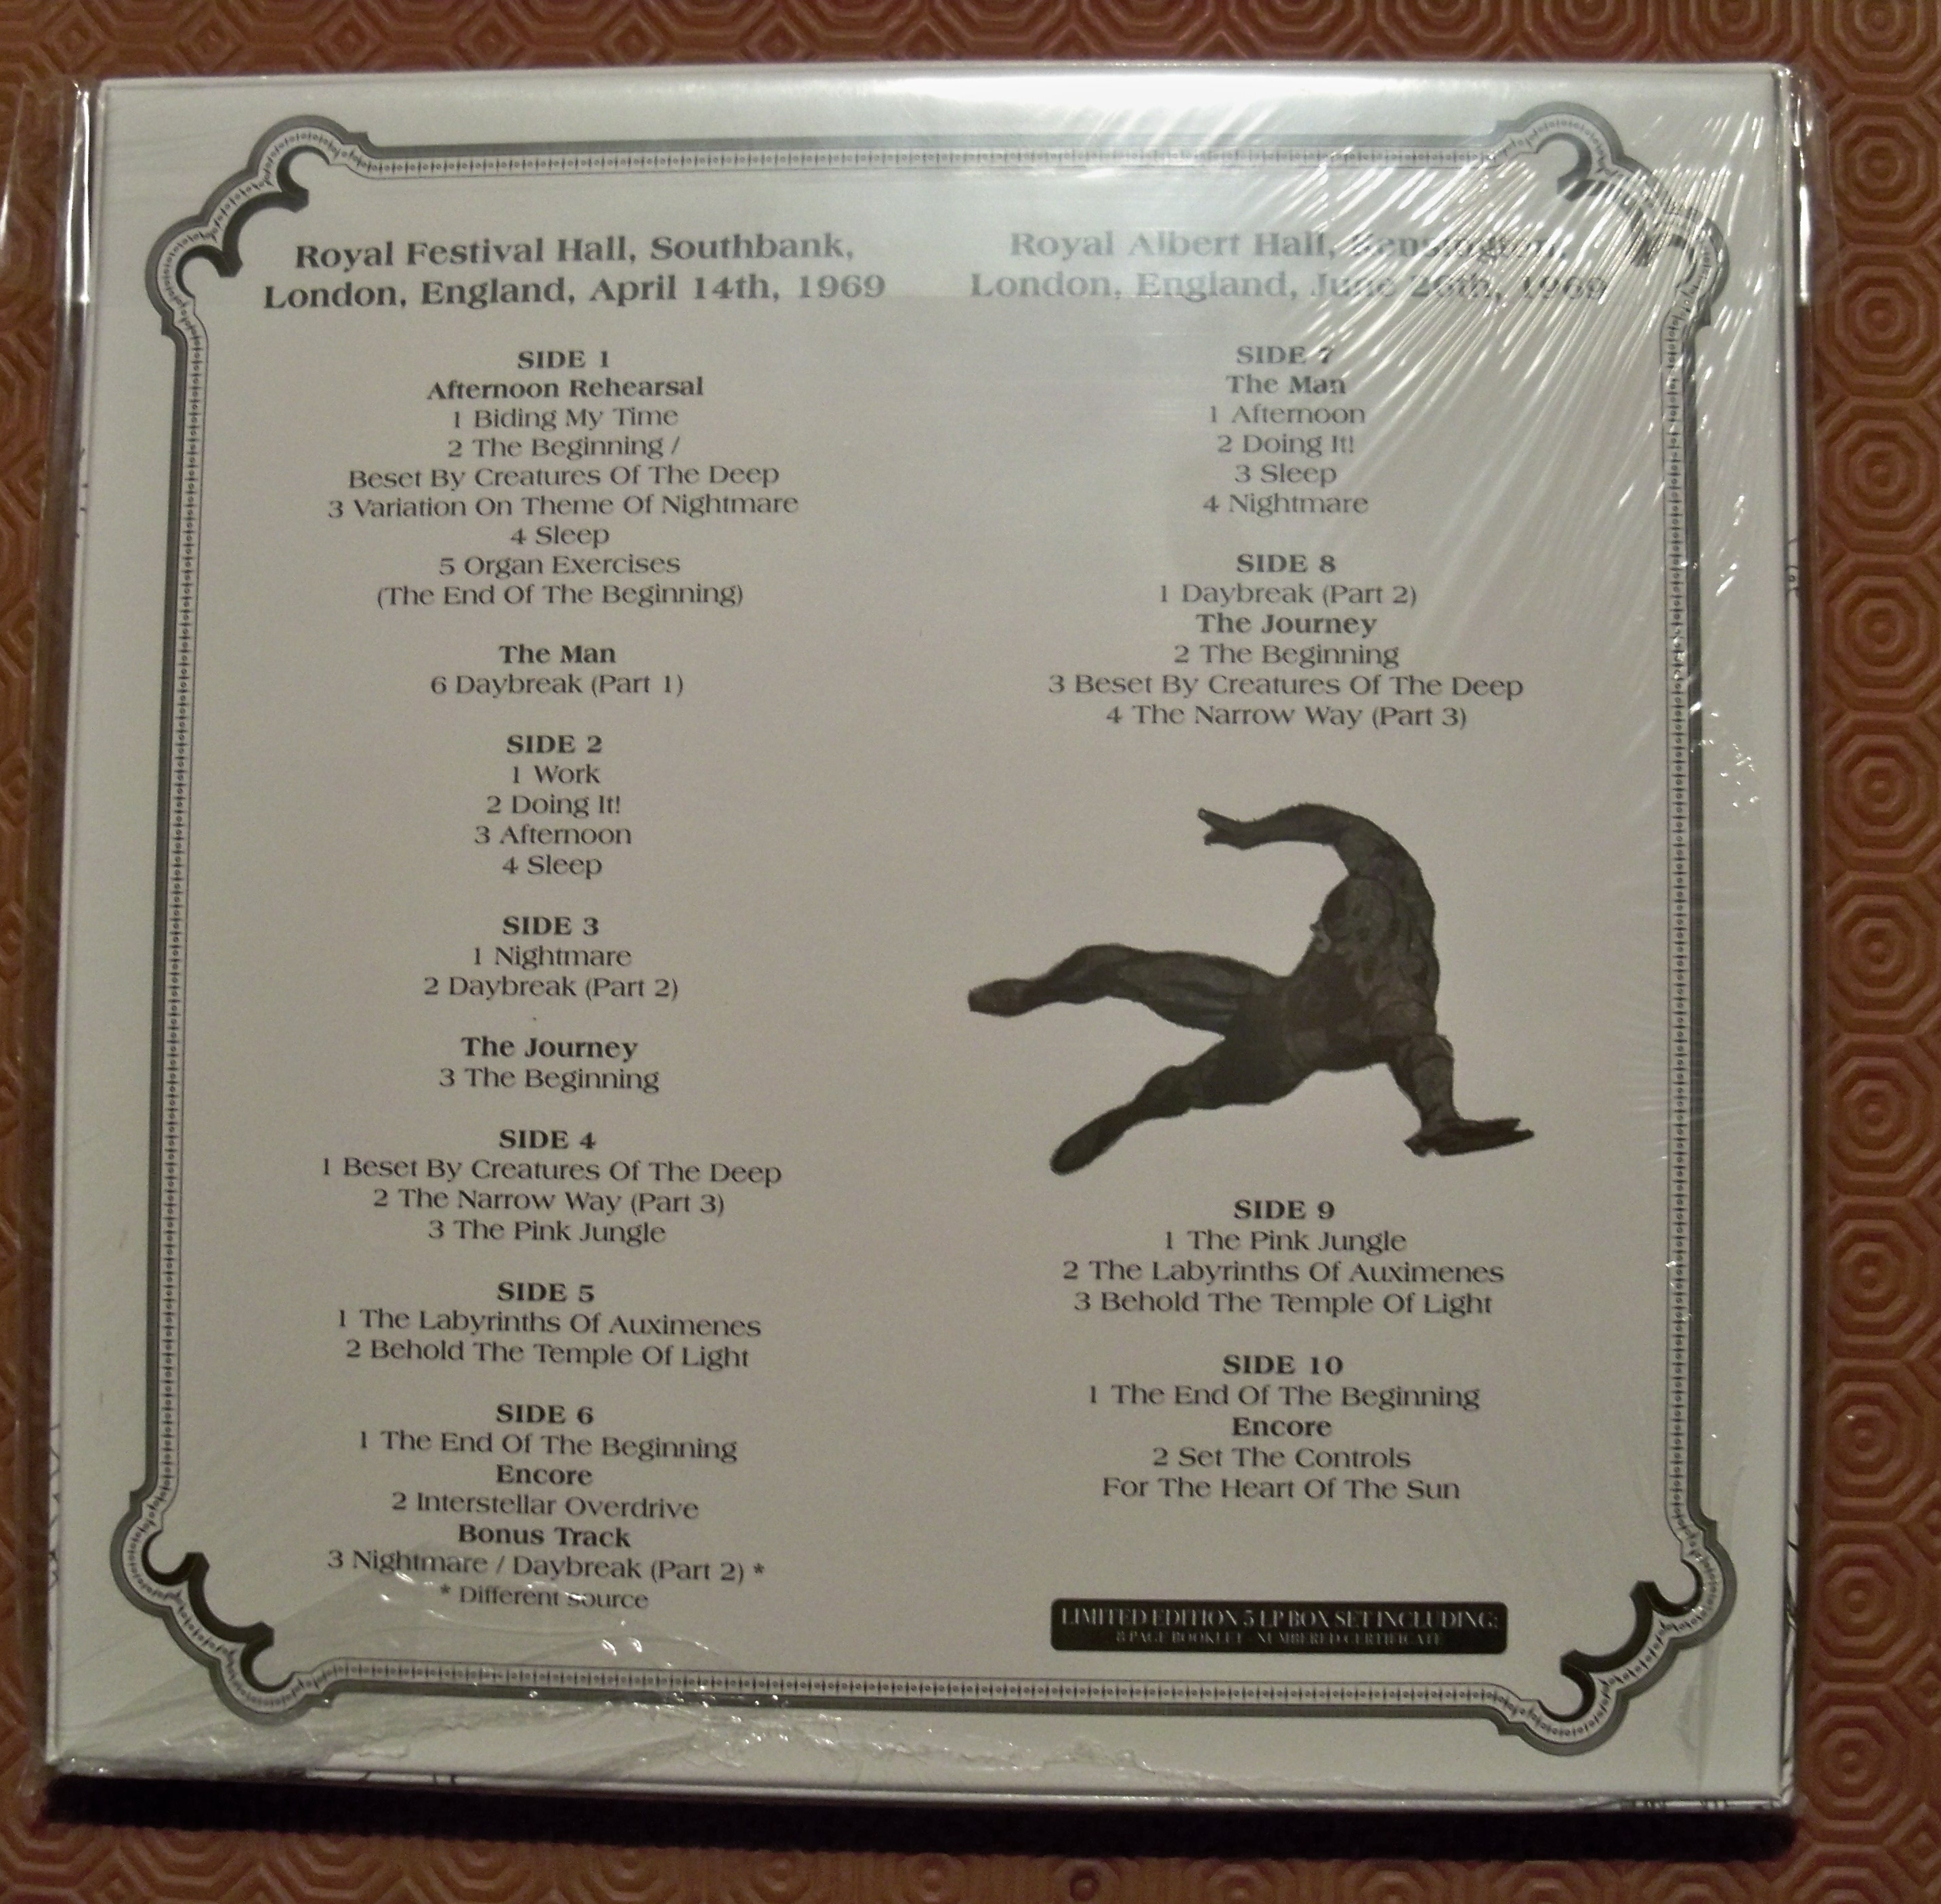 Royal Festival Hall, Southbank,
London, England, April 14th, 1969
SIDE 1
Afternoon Rehearsal
1 Biding My Time
2 The Beginning /
Beset By Creatures Of The Deep
3 Variation On Theme Of Nightmare
4 Sleep
5 Organ Exercises
(The End Of The Beginning)
The Man
6 Daybreak (Part 1)
SIDE 2
1 Work
2 Doing It!
3 Afternoon
4 Sleep
SIDE 3
1 Nightmare
2 Daybreak (Part 2)
The Journey
3 The Beginning
SIDE 4
1 Beset By Creatures Of The Deep
2 The Narrow Way (Part 3)
3 The Pink Jungle
SIDE 5
1 The Labyrinths Of Auximenes
2 Behold The Temple Of Light
SIDE 6
1 The End Of The Beginning
Encore
2 Interstellar Overdrive
Bonus Track
3 Nightmare / Daybreak (Part 2) *
* Different source
Royal Albert Hall, Kensington,
London, England, June 26th, 1969
SIDE 7
The Man
1 Afternoon
2 Doing It!
3 Sleep
4 Nightmare
SIDE 8
1 Daybreak (Part 2)
The Journey
2 The Beginning
3 Beset By Creatures Of The Deep
4 The Narrow Way (Part 3)
SIDE 9
1 The Pink Jungle
2 The Labyrinths Of Auximenes
3 Behold The Temple Of Light
SIDE 10
1 The End Of The Beginning
Encore
2 Set The Controls
For The Heart Of The Sun
LIMITED EDITION 5 LP BOX SET INCLUDING:
8 PAGE BOOKLET - NUMBERED CERTIFICATE